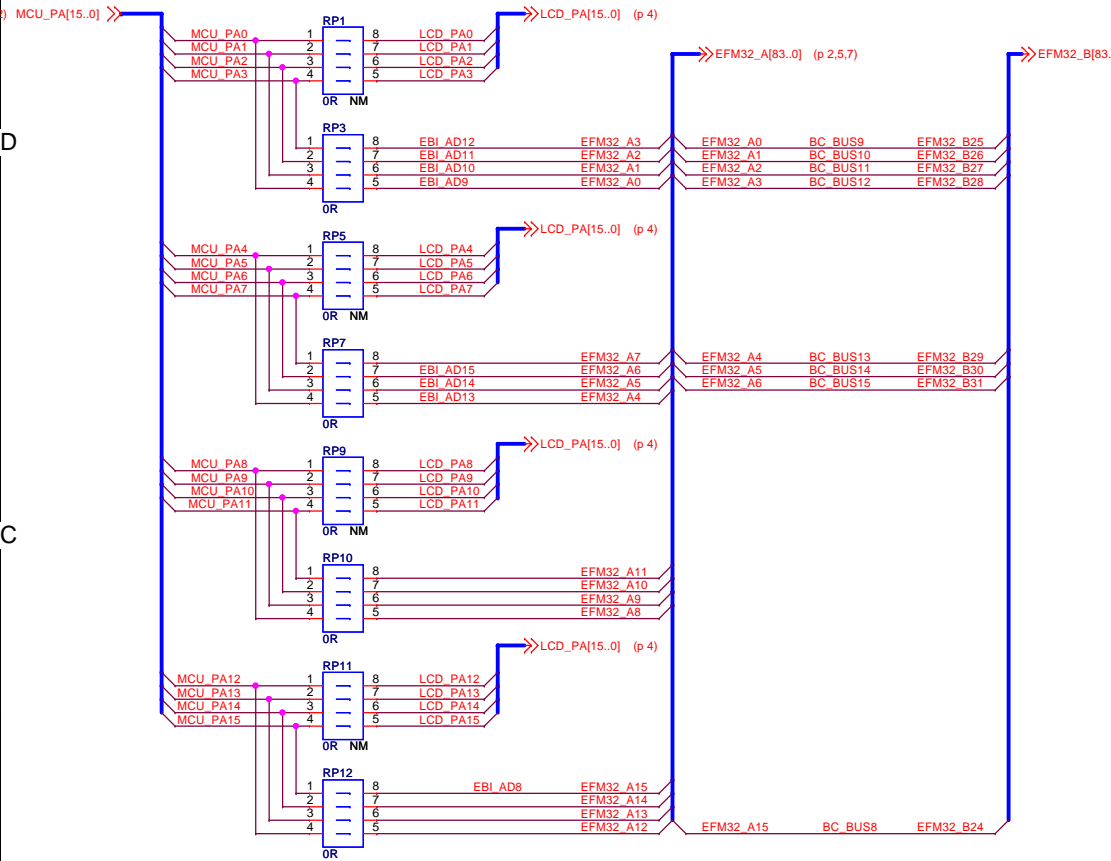 2) MCU_PA[15..0]
LCD_PA[15..0] (p 4)
RP1
MCU_PA0 1 8 LCD_PA0
MCU_PA1 2 7 LCD_PA1
MCU_PA2 3 6 LCD_PA2
MCU_PA3 4 5 LCD_PA3
0R NM
EFM32_A[83..0] (p 2,5,7)
EFM32_B[83.
D
RP3
1 8 EBI_AD12 EFM32_A3 EFM32_A0 BC_BUS9 EFM32_B25
2 7 EBI_AD11 EFM32_A2 EFM32_A1 BC_BUS10 EFM32_B26
3 6 EBI_AD10 EFM32_A1 EFM32_A2 BC_BUS11 EFM32_B27
4 5 EBI_AD9 EFM32_A0 EFM32_A3 BC_BUS12 EFM32_B28
0R
LCD_PA[15..0] (p 4)
RP5
MCU_PA4 1 8 LCD_PA4
MCU_PA5 2 7 LCD_PA5
MCU_PA6 3 6 LCD_PA6
MCU_PA7 4 5 LCD_PA7
0R NM
RP7
1 8 EFM32_A7 EFM32_A4 BC_BUS13 EFM32_B29
2 7 EBI_AD15 EFM32_A6 EFM32_A5 BC_BUS14 EFM32_B30
3 6 EBI_AD14 EFM32_A5 EFM32_A6 BC_BUS15 EFM32_B31
4 5 EBI_AD13 EFM32_A4
0R
LCD_PA[15..0] (p 4)
RP9
MCU_PA8 1 8 LCD_PA8
MCU_PA9 2 7 LCD_PA9
MCU_PA10 3 6 LCD_PA10
MCU_PA11 4 5 LCD_PA11
0R NM
C
RP10
1 8 EFM32_A11
2 7 EFM32_A10
3 6 EFM32_A9
4 5 EFM32_A8
0R
LCD_PA[15..0] (p 4)
RP11
MCU_PA12 1 8 LCD_PA12
MCU_PA13 2 7 LCD_PA13
MCU_PA14 3 6 LCD_PA14
MCU_PA15 4 5 LCD_PA15
0R NM
RP12
1 8 EBI_AD8 EFM32_A15
2 7 EFM32_A14
3 6 EFM32_A13
4 5 EFM32_A12 EFM32_A15 BC_BUS8 EFM32_B24
0R